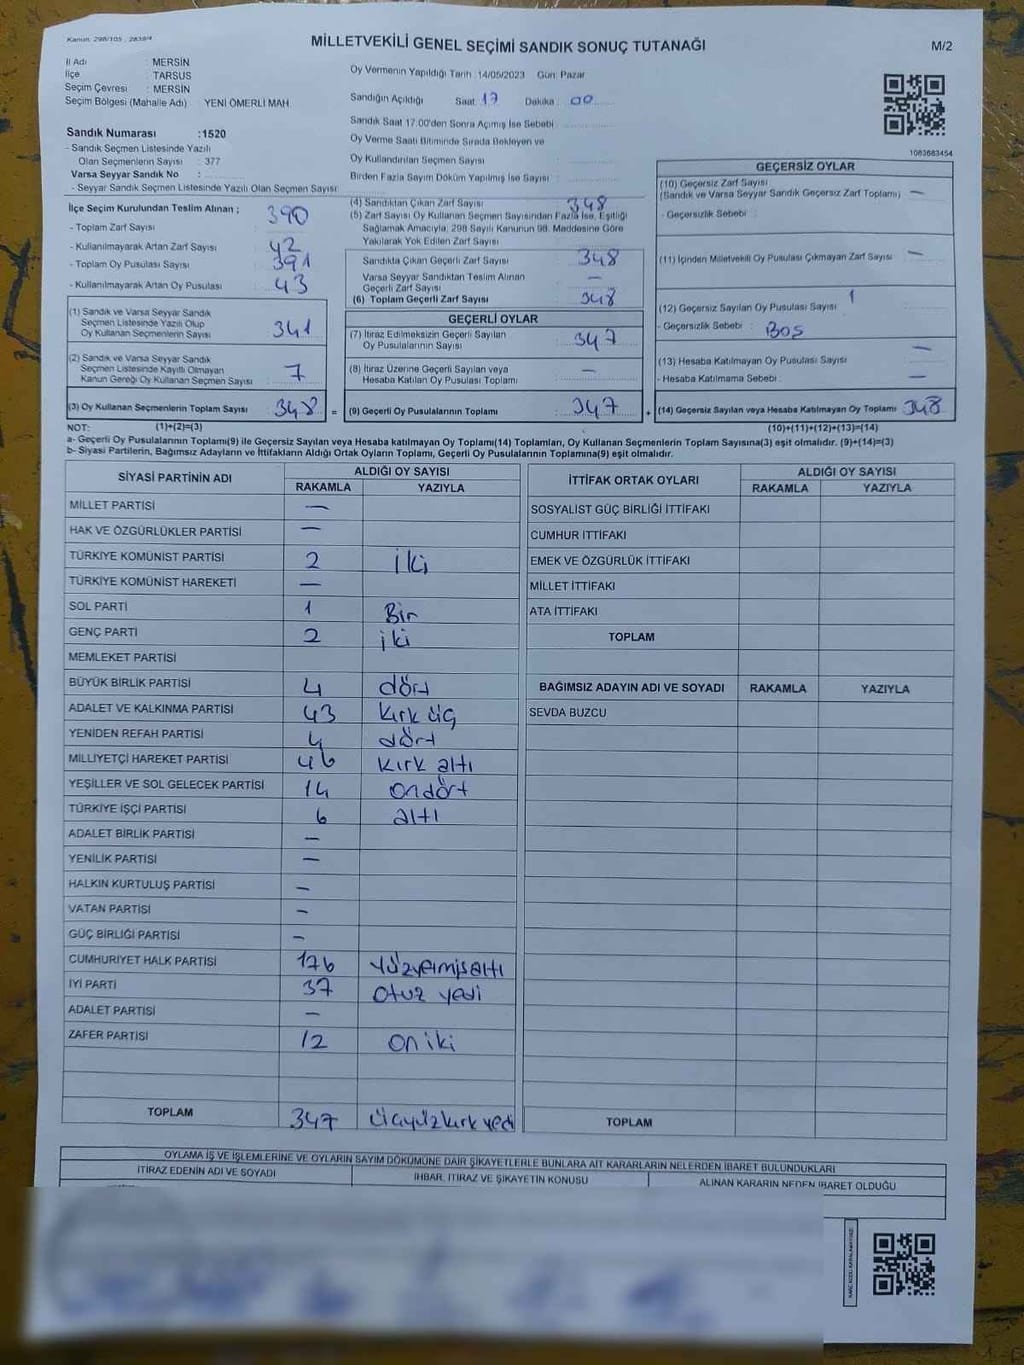 Kanun: 298/105 , 2839/4
MİLLETVEKİLİ GENEL SEÇİMİ SANDIK SONUÇ TUTANAĞI
M/2
İl Adı : MERSİN
İlçe : TARSUS
Seçim Çevresi : MERSİN
Seçim Bölgesi (Mahalle Adı) YENİ ÖMERLİ MAH.
Oy Vermenin Yapıldığı Tarih :14/05/2023 Gün: Pazar
Sandığın Açıldığı Saat: 17 Dakika : 00
Sandık Saat 17:00'den Sonra Açılmış İse Sebebi :
Oy Verme Saati Bitiminde Sırada Bekleyen ve
Oy Kullandırılan Seçmen Sayısı
Birden Fazla Sayım Döküm Yapılmış İse Sayısı :
1083683454
Sandık Numarası :1520
- Sandık Seçmen Listesinde Yazılı
Olan Seçmenlerin Sayısı : 377
Varsa Seyyar Sandık No :
- Seyyar Sandık Seçmen Listesinde Yazılı Olan Seçmen Sayısı
İlçe Seçim Kurulundan Teslim Alınan ;
- Toplam Zarf Sayısı 390
- Kullanılmayarak Artan Zarf Sayısı 42
- Toplam Oy Pusulası Sayısı 391
- Kullanılmayarak Artan Oy Pusulası 43
(1) Sandık ve Varsa Seyyar Sandık
Seçmen Listesinde Yazılı Olup
Oy Kullanan Seçmenlerin Sayısı 341
(2) Sandık ve Varsa Seyyar Sandık
Seçmen Listesinde Kayıtlı Olmayan
Kanun Gereği Oy Kullanan Seçmen Sayısı 7
(3) Oy Kullanan Seçmenlerin Toplam Sayısı 348 =
(4) Sandıktan Çıkan Zarf Sayısı : 348
(5) Zarf Sayısı Oy Kullanan Seçmen Sayısından Fazla İse, Eşitliği
Sağlamak Amacıyla; 298 Sayılı Kanunun 98. Maddesine Göre
Yakılarak Yok Edilen Zarf Sayısı
Sandıkta Çıkan Geçerli Zarf Sayısı 348
Varsa Seyyar Sandıktan Teslim Alınan
Geçerli Zarf Sayısı —
(6) Toplam Geçerli Zarf Sayısı 348
GEÇERLİ OYLAR
(7) İtiraz Edilmeksizin Geçerli Sayılan
Oy Pusulalarının Sayısı : 347
(8) İtiraz Üzerine Geçerli Sayılan veya
Hesaba Katılan Oy Pusulası Toplamı —
(9) Geçerli Oy Pusulalarının Toplamı 347 +
GEÇERSİZ OYLAR
(10) Geçersiz Zarf Sayısı
(Sandık ve Varsa Seyyar Sandık Geçersiz Zarf Toplamı) —
- Geçersizlik Sebebi :
(11) İçinden Milletvekili Oy Pusulası Çıkmayan Zarf Sayısı —
(12) Geçersiz Sayılan Oy Pusulası Sayısı 1
- Geçersizlik Sebebi : BOŞ
(13) Hesaba Katılmayan Oy Pusulası Sayısı —
- Hesaba Katılmama Sebebi : —
(14) Geçersiz Sayılan veya Hesaba Katılmayan Oy Toplamı 348
NOT: (1)+(2)=(3)
(10)+(11)+(12)+(13)=(14)
a- Geçerli Oy Pusulalarının Toplamı(9) ile Geçersiz Sayılan veya Hesaba katılmayan Oy Toplamı(14) Toplamları, Oy Kullanan Seçmenlerin Toplam Sayısına(3) eşit olmalıdır. (9)+(14)=(3)
b- Siyasi Partilerin, Bağımsız Adayların ve İttifakların Aldığı Ortak Oyların Toplamı, Geçerli Oy Pusulalarının Toplamına(9) eşit olmalıdır.
SİYASİ PARTİNİN ADI ALDIĞI OY SAYISI
RAKAMLA YAZIYLA
MİLLET PARTİSİ —
HAK VE ÖZGÜRLÜKLER PARTİSİ —
TÜRKİYE KOMÜNİST PARTİSİ 2 iki
TÜRKİYE KOMÜNİST HAREKETİ —
SOL PARTİ 1 Bir
GENÇ PARTİ 2 iki
MEMLEKET PARTİSİ
BÜYÜK BİRLİK PARTİSİ 4 dört
ADALET VE KALKINMA PARTİSİ 43 kırk üç
YENİDEN REFAH PARTİSİ 4 dört
MİLLİYETÇİ HAREKET PARTİSİ 46 kırk altı
YEŞİLLER VE SOL GELECEK PARTİSİ 14 ondört
TÜRKİYE İŞÇİ PARTİSİ 6 altı
ADALET BİRLİK PARTİSİ —
YENİLİK PARTİSİ —
HALKIN KURTULUŞ PARTİSİ —
VATAN PARTİSİ —
GÜÇ BİRLİĞİ PARTİSİ —
CUMHURİYET HALK PARTİSİ 176 yüzyetmişaltı
İYİ PARTİ 37 otuz yedi
ADALET PARTİSİ —
ZAFER PARTİSİ 12 oniki
TOPLAM 347 üçyüzkırk yedi
İTTİFAK ORTAK OYLARI ALDIĞI OY SAYISI
RAKAMLA YAZIYLA
SOSYALİST GÜÇ BİRLİĞİ İTTİFAKI
CUMHUR İTTİFAKI
EMEK VE ÖZGÜRLÜK İTTİFAKI
MİLLET İTTİFAKI
ATA İTTİFAKI
TOPLAM
BAĞIMSIZ ADAYIN ADI VE SOYADI RAKAMLA YAZIYLA
SEVDA BUZCU
TOPLAM
OYLAMA İŞ VE İŞLEMLERİNE VE OYLARIN SAYIM DÖKÜMÜNE DAİR ŞİKAYETLERLE BUNLARA AİT KARARLARIN NELERDEN İBARET BULUNDUKLARI
İTİRAZ EDENİN ADI VE SOYADI İHBAR, İTİRAZ VE ŞİKAYETİN KONUSU ALINAN KARARIN NEDEN İBARET OLDUĞU